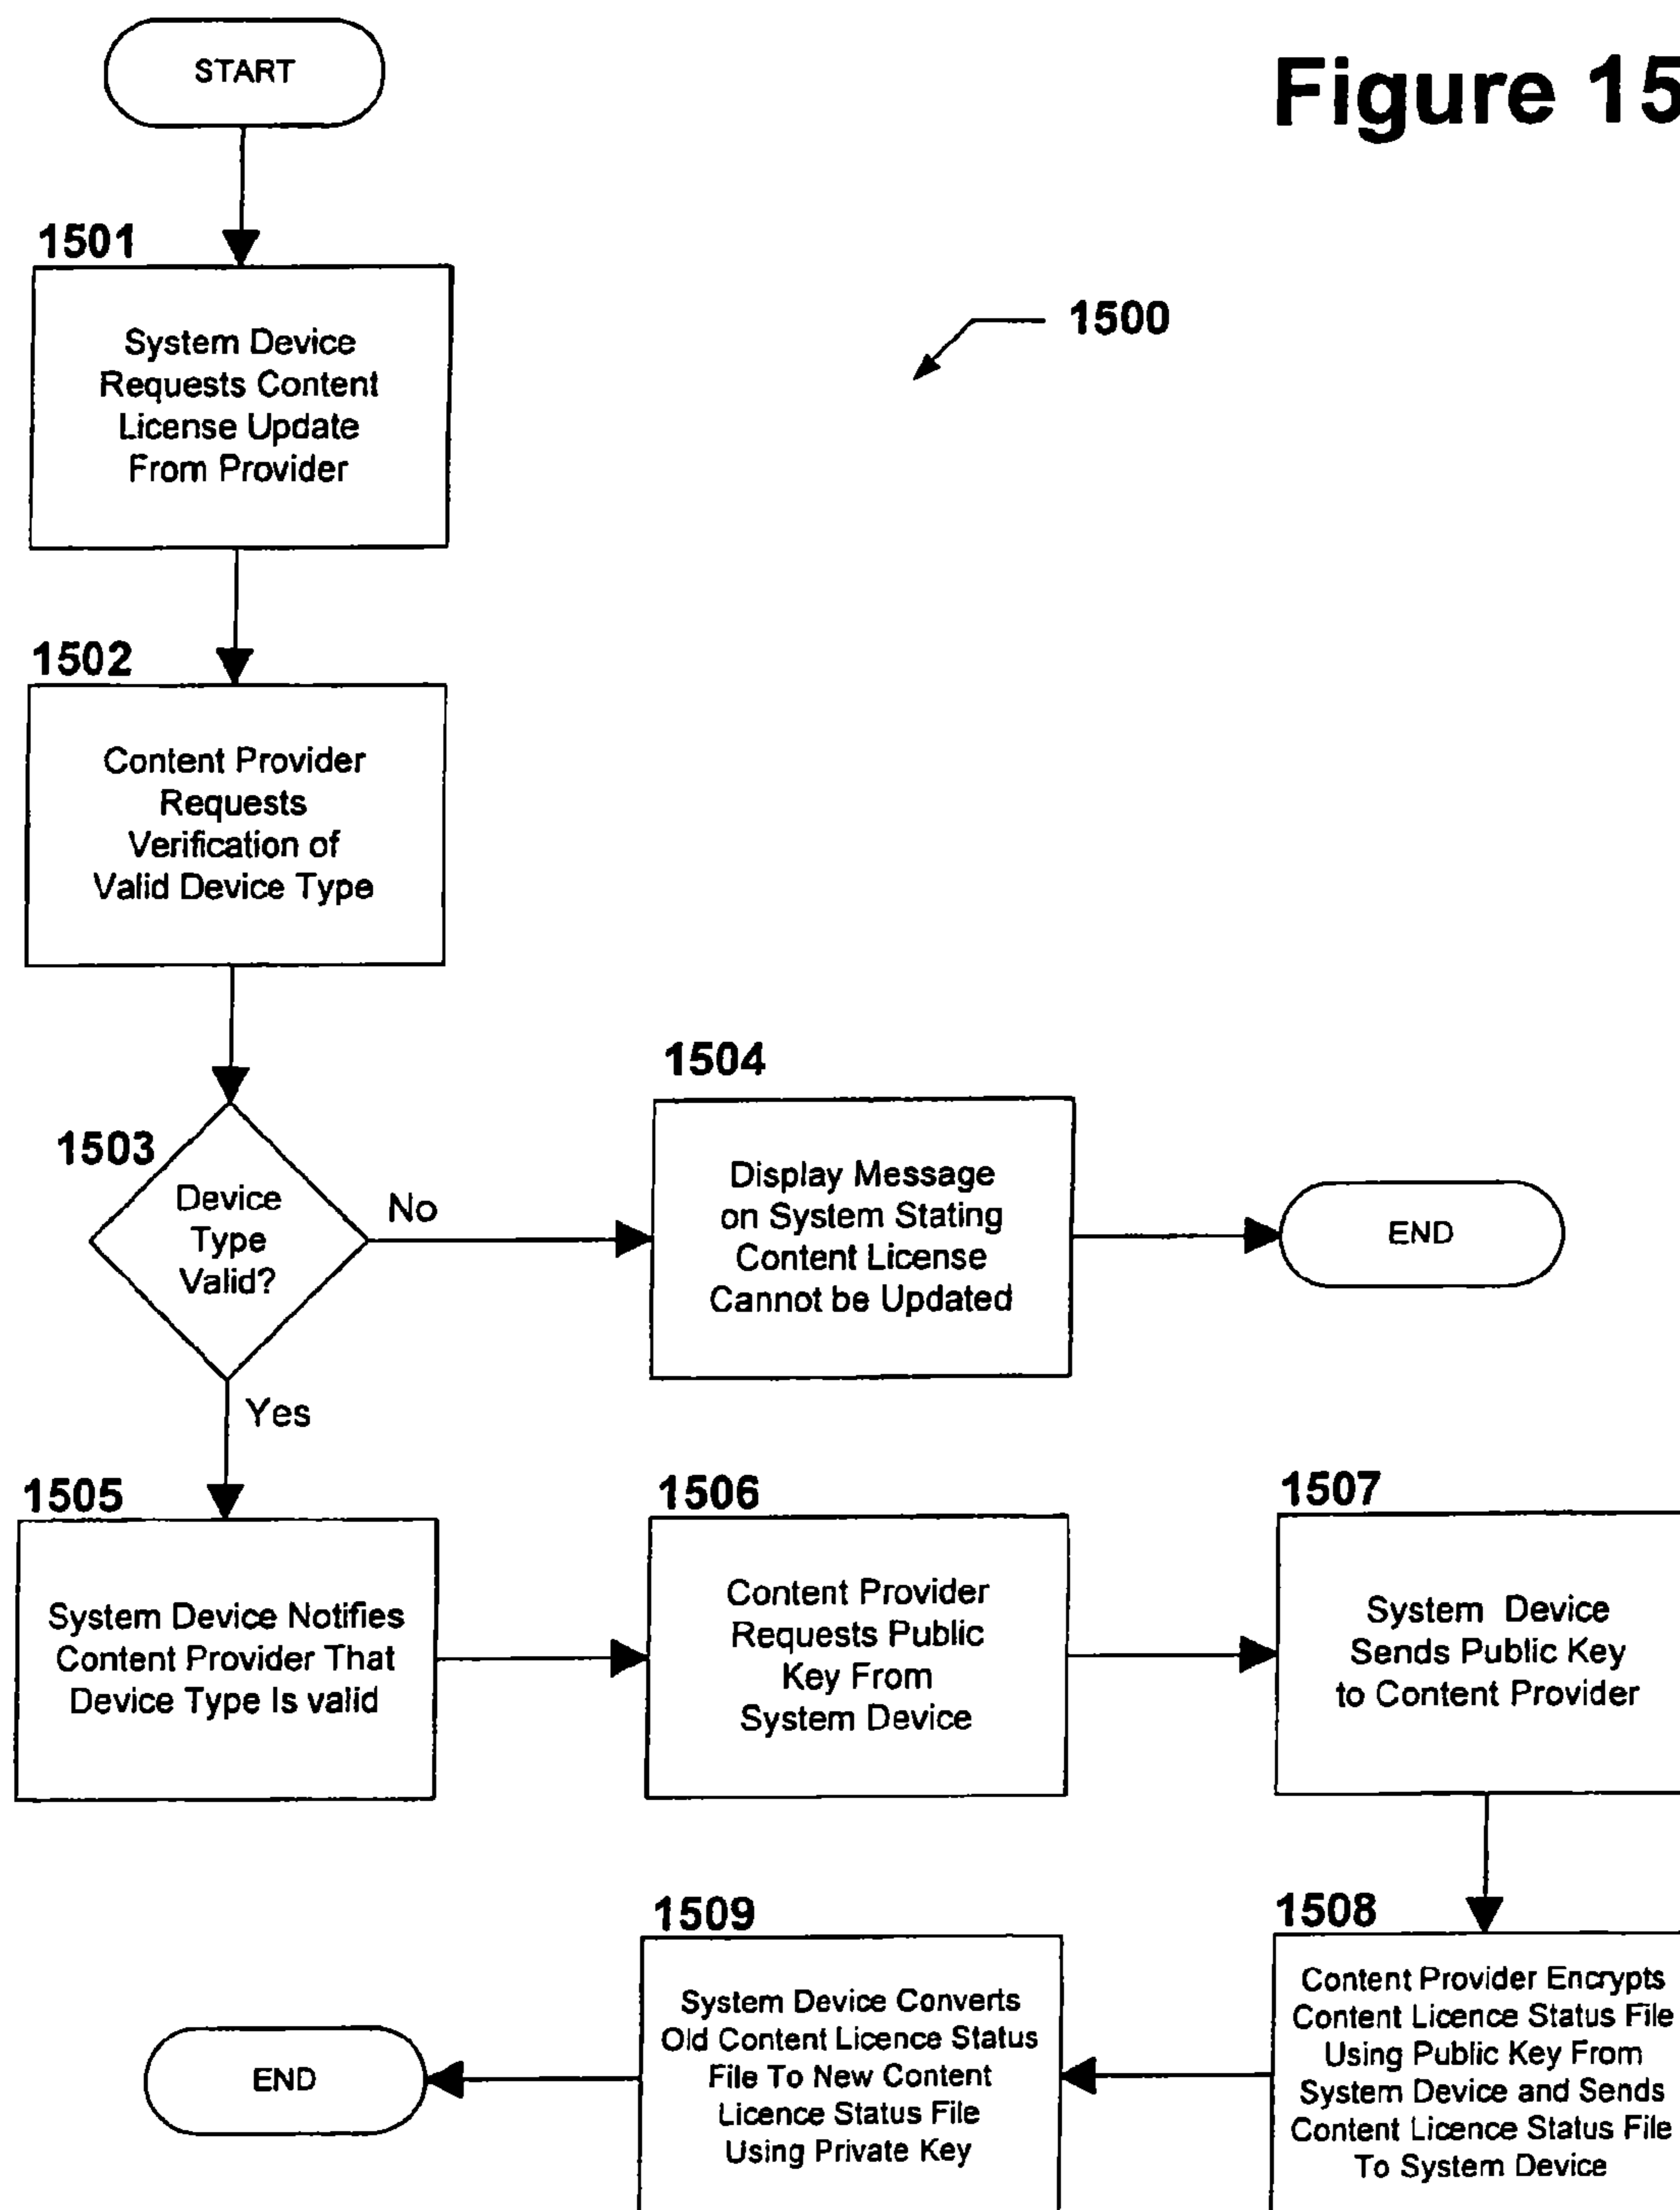 START
Figure 15
1501
System Device
Requests Content
License Update
From Provider
1500
1502
Content Provider
Requests
Verification of
Valid Device Type
1503
Device
Type
Valid?
No
Yes
1504
Display Message
on System Stating
Content License
Cannot be Updated
END
1505
System Device Notifies
Content Provider That
Device Type Is valid
1506
Content Provider
Requests Public
Key From
System Device
1507
System Device
Sends Public Key
to Content Provider
1508
Content Provider Encrypts
Content Licence Status File
Using Public Key From
System Device and Sends
Content Licence Status File
To System Device
1509
System Device Converts
Old Content Licence Status
File To New Content
Licence Status File
Using Private Key
END